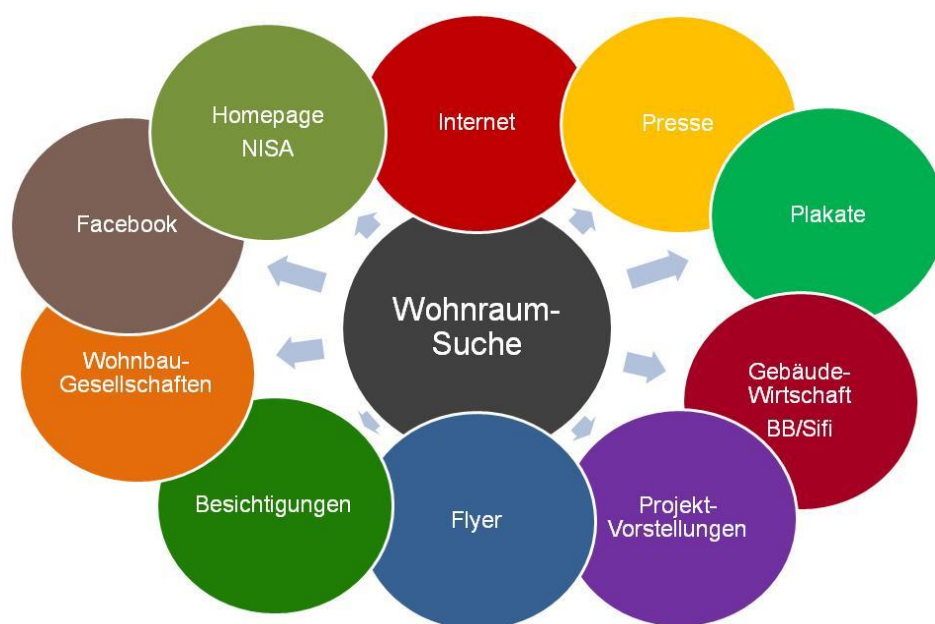 Homepage
NISA
Internet
Presse
Plakate
Facebook
Wohnraum-
Suche
Wohnbau-
Gesellschaften
Gebäude-
Wirtschaft
BB/Sifi
Besichtigungen
Flyer
Projekt-
Vorstellungen